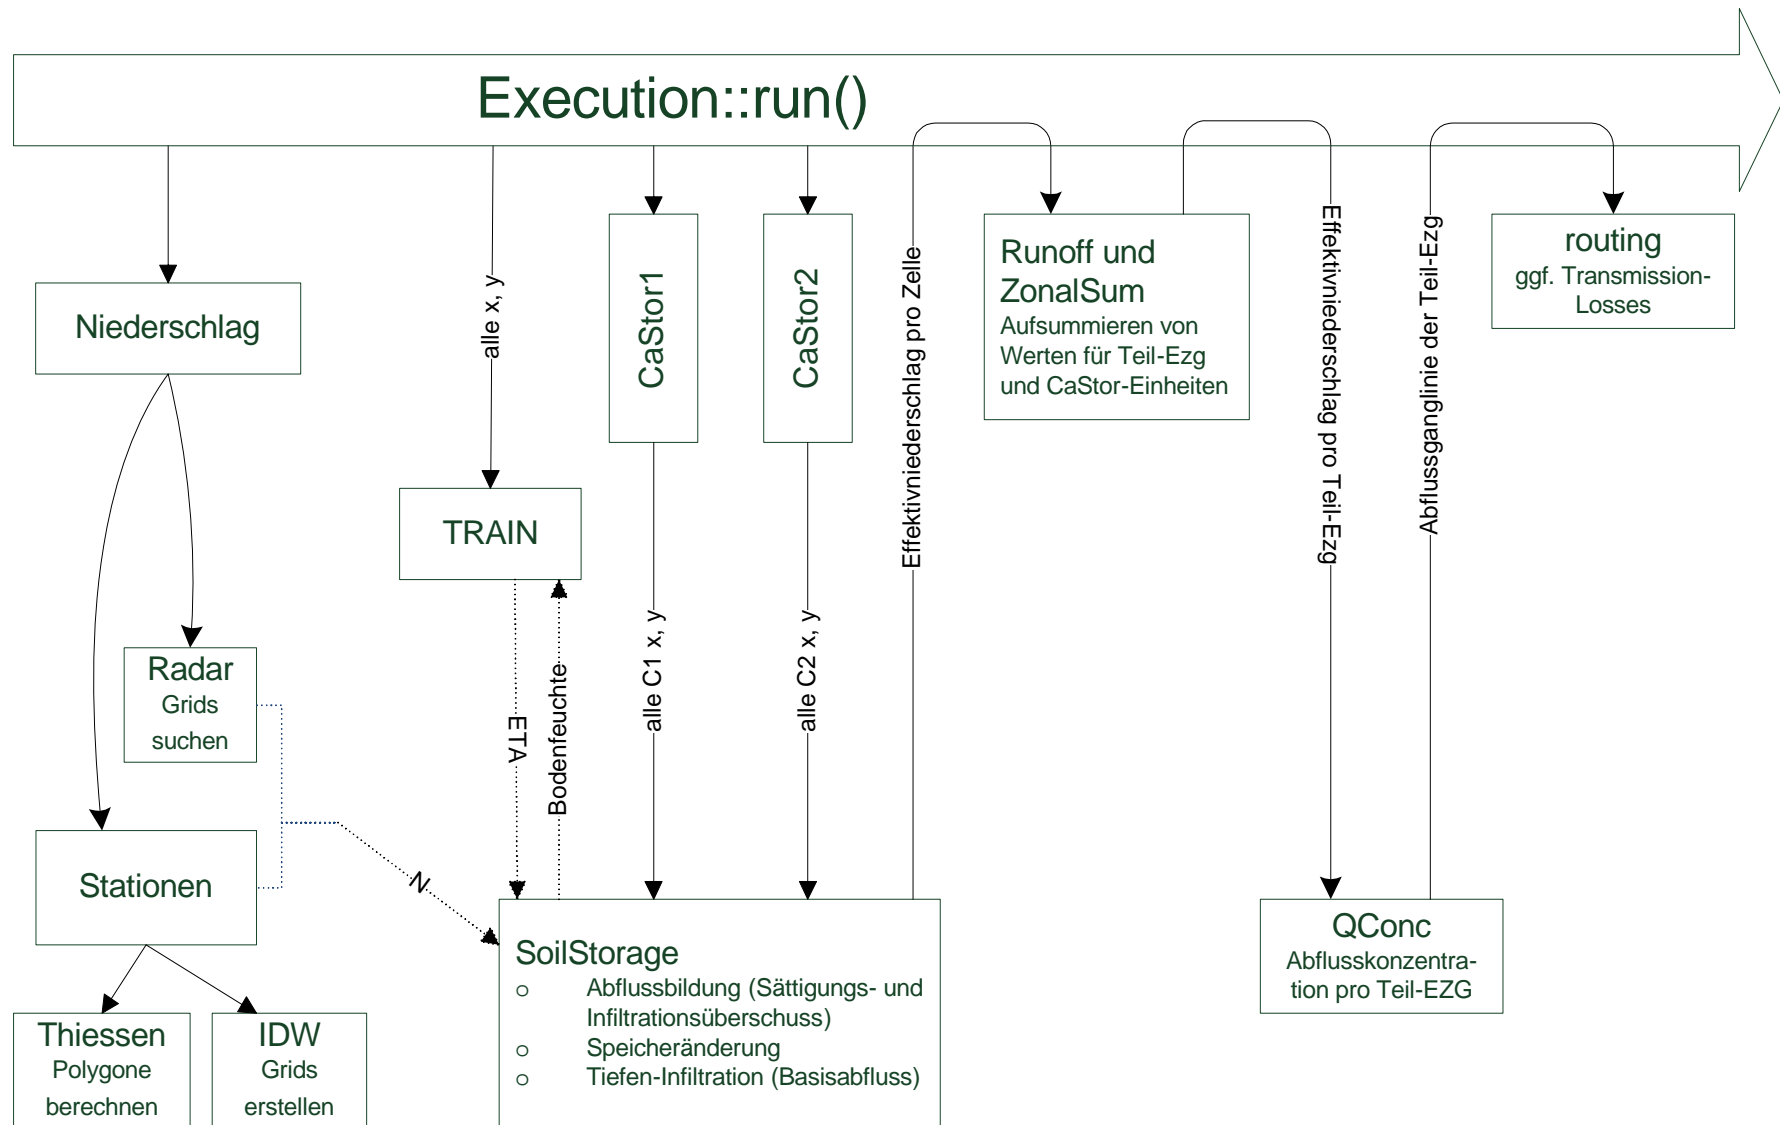 Execution::run()
Niederschlag
alle x, y
CaStor1
CaStor2
Effektivniederschlag pro Zelle
Runoff und
ZonalSum
Aufsummieren von
Werten für Teil-Ezg
und CaStor-Einheiten
Effektivniederschlag pro Teil-Ezg
Abflussganglinie der Teil-Ezg
routing
ggf. Transmission-
Losses
TRAIN
Radar
Grids
suchen
ETA
Bodenfeuchte
alle C1 x, y
alle C2 x, y
Stationen
N
Thiessen
Polygone
berechnen
IDW
Grids
erstellen
SoilStorage
o Abflussbildung (Sättigungs- und
Infiltrationsüberschuss)
o Speicheränderung
o Tiefen-Infiltration (Basisabfluss)
QConc
Abflusskonzentra-
tion pro Teil-EZG